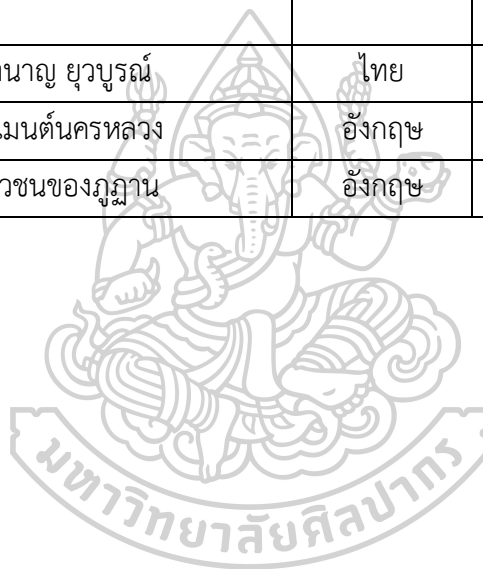 นาญ ยุวบูรณ์ ไทย
เมนต์นครหลวง อังกฤษ
วชนของภูฏาน อังกฤษ
มหาวิทยาลัยศิลปากร